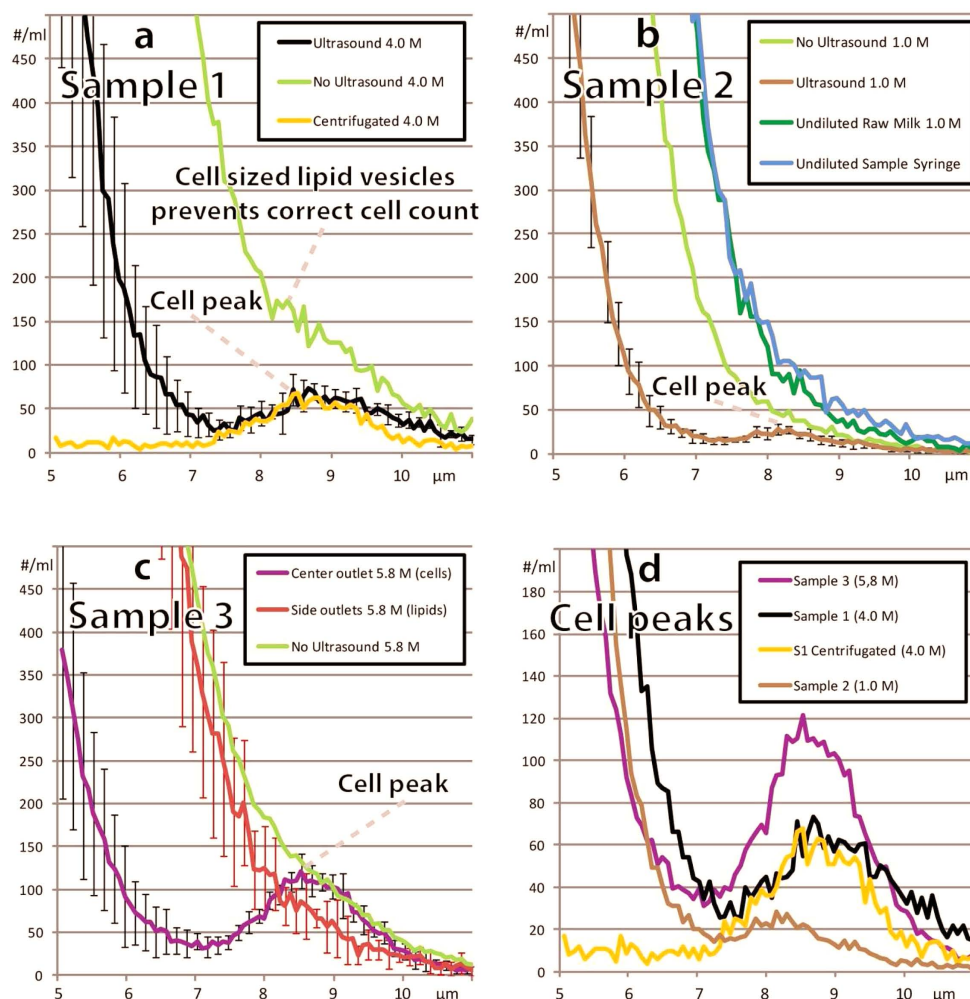 #/ml
a
Sample 1
Ultrasound 4.0 M
No Ultrasound 4.0 M
Centrifugated 4.0 M
Cell sized lipid vesicles
prevents correct cell count
Cell peak
450
400
350
300
250
200
150
100
50
0
5
6
7
8
9
10
μm
#/ml
b
Sample 2
No Ultrasound 1.0 M
Ultrasound 1.0 M
Undiluted Raw Milk 1.0 M
Undiluted Sample Syringe
Cell peak
450
400
350
300
250
200
150
100
50
0
5
6
7
8
9
10
μm
#/ml
c
Sample 3
Center outlet 5.8 M (cells)
Side outlets 5.8 M (lipids)
No Ultrasound 5.8 M
Cell peak
450
400
350
300
250
200
150
100
50
0
5
6
7
8
9
10
μm
#/ml
d
Cell peaks
Sample 3 (5,8 M)
Sample 1 (4.0 M)
S1 Centrifugated (4.0 M)
Sample 2 (1.0 M)
180
160
140
120
100
80
60
40
20
0
5
6
7
8
9
10
μm